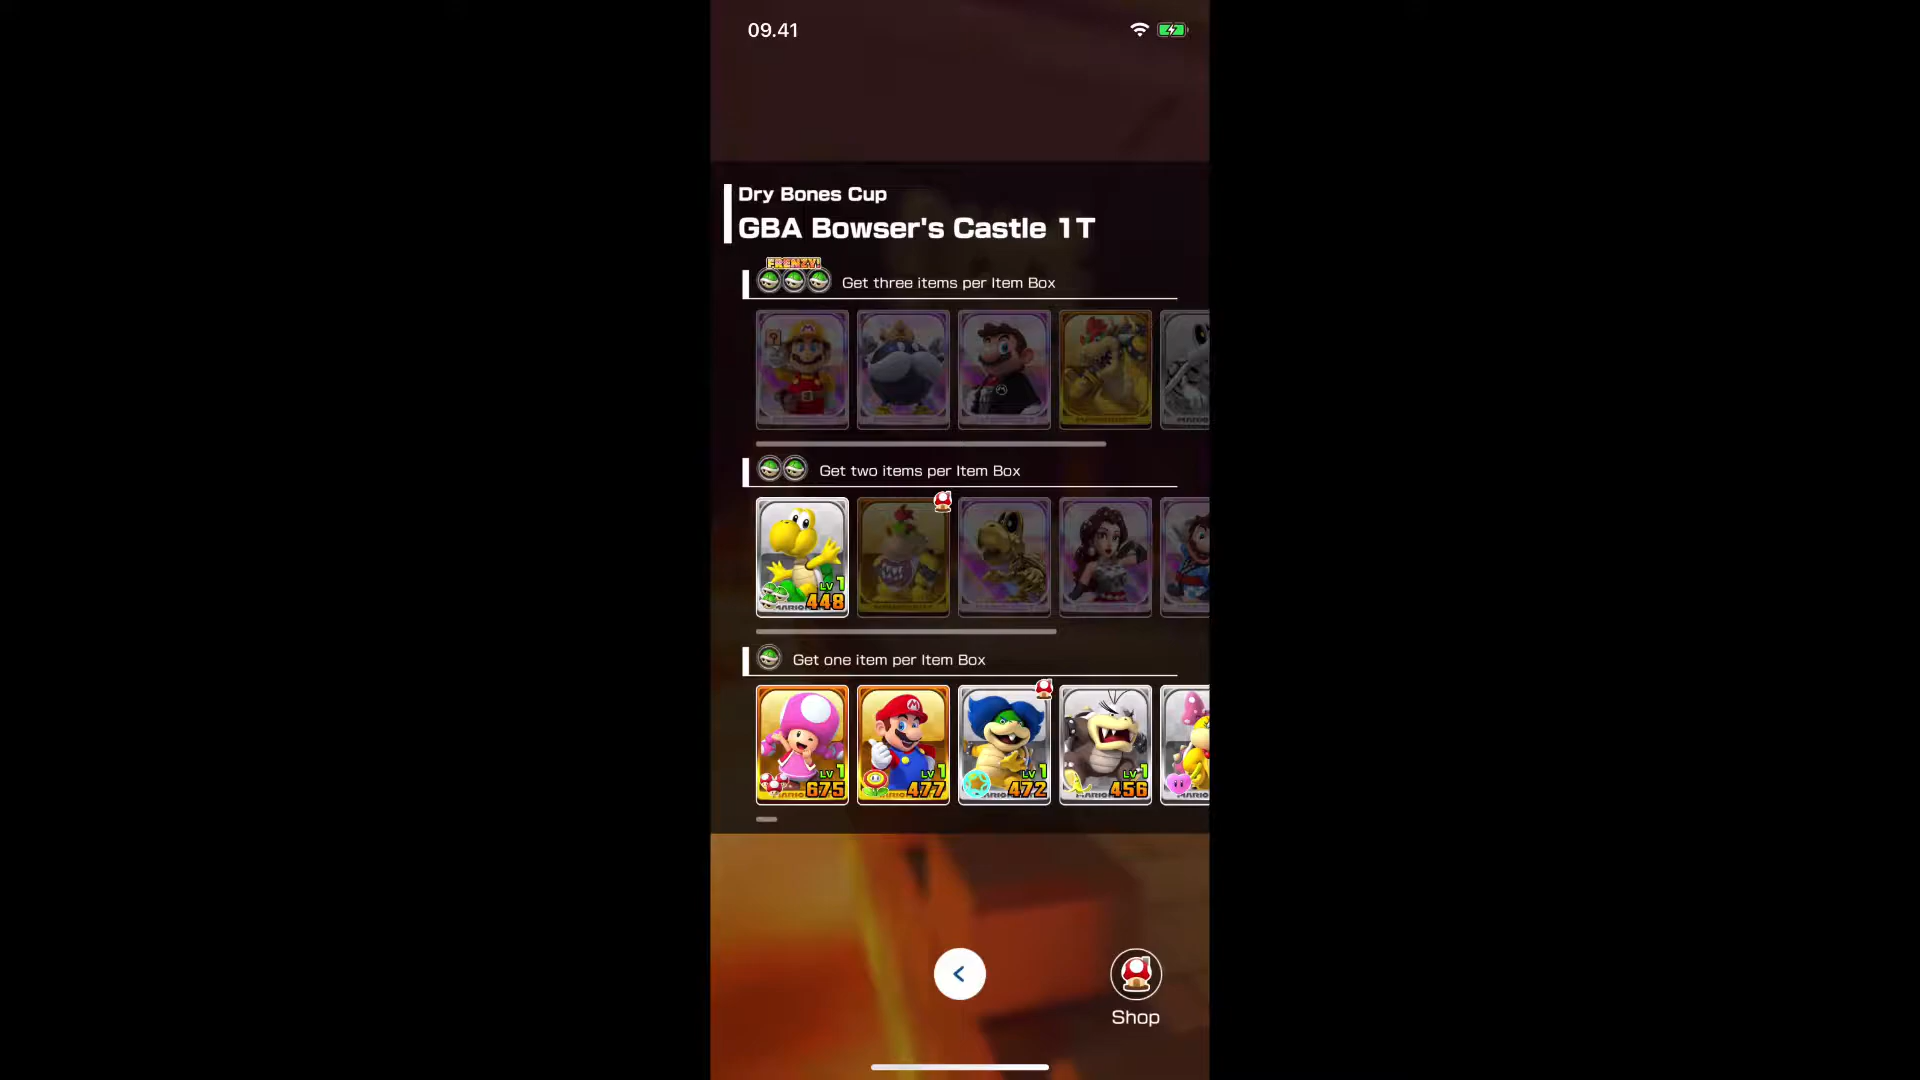 09.41
Dry Bones Cup
GBA Bowser's Castle 1T
FRENZY!
Get three items per Item Box
Get two items per Item Box
LV 1
448
Get one item per Item Box
LV 1 LV 1 LV 1 LV 1
675 477 472 456
Shop